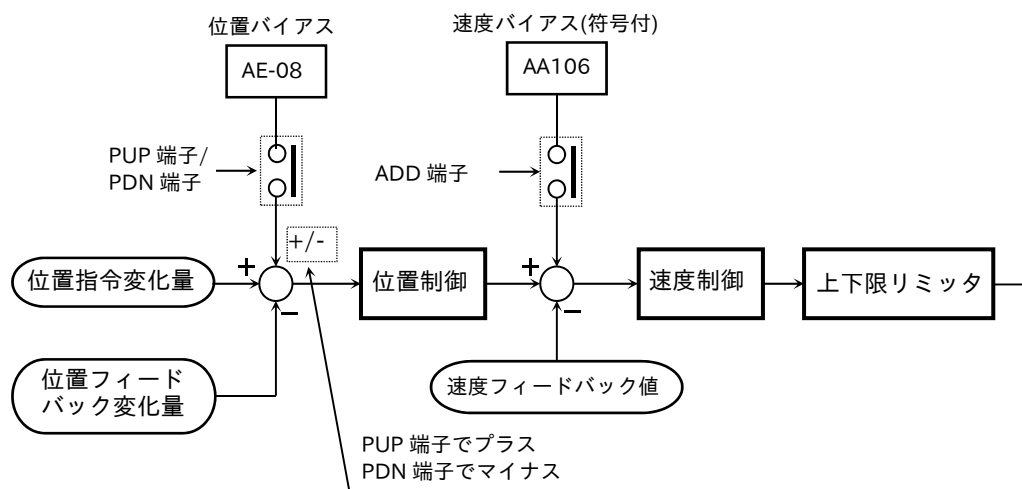 位置バイアス
速度バイアス(符号付)
AE-08
AA106
PUP 端子/
PDN 端子
ADD 端子
+/-
+
位置指令変化量
−
位置制御
+
−
速度制御
上下限リミッタ
位置フィード
バック変化量
速度フィードバック値
PUP 端子でプラス
PDN 端子でマイナス